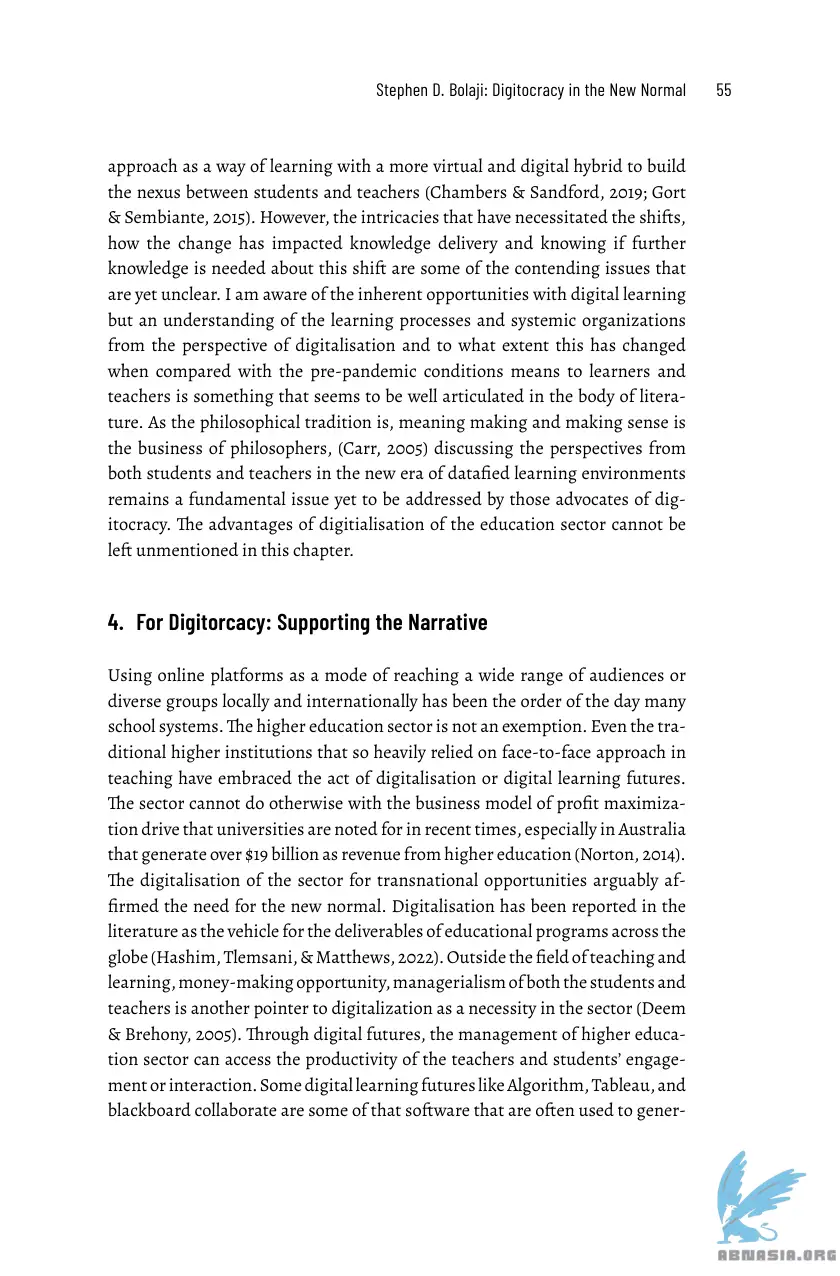 Stephen D. Bolaji: Digitocracy in the New Normal 55
approach as a way of learning with a more virtual and digital hybrid to build
the nexus between students and teachers (Chambers & Sandford, 2019; Gort
& Sembiante, 2015). However, the intricacies that have necessitated the shifts,
how the change has impacted knowledge delivery and knowing if further
knowledge is needed about this shift are some of the contending issues that
are yet unclear. I am aware of the inherent opportunities with digital learning
but an understanding of the learning processes and systemic organizations
from the perspective of digitalisation and to what extent this has changed
when compared with the pre-pandemic conditions means to learners and
teachers is something that seems to be well articulated in the body of litera-
ture. As the philosophical tradition is, meaning making and making sense is
the business of philosophers, (Carr, 2005) discussing the perspectives from
both students and teachers in the new era of datafied learning environments
remains a fundamental issue yet to be addressed by those advocates of dig-
itocracy. The advantages of digitialisation of the education sector cannot be
left unmentioned in this chapter.
4. For Digitorcacy: Supporting the Narrative
Using online platforms as a mode of reaching a wide range of audiences or
diverse groups locally and internationally has been the order of the day many
school systems. The higher education sector is not an exemption. Even the tra-
ditional higher institutions that so heavily relied on face-to-face approach in
teaching have embraced the act of digitalisation or digital learning futures.
The sector cannot do otherwise with the business model of profit maximiza-
tion drive that universities are noted for in recent times, especially in Australia
that generate over $19 billion as revenue from higher education (Norton, 2014).
The digitalisation of the sector for transnational opportunities arguably af-
firmed the need for the new normal. Digitalisation has been reported in the
literature as the vehicle for the deliverables of educational programs across the
globe (Hashim, Tlemsani, & Matthews, 2022). Outside the field of teaching and
learning, money-making opportunity, managerialism of both the students and
teachers is another pointer to digitalization as a necessity in the sector (Deem
& Brehony, 2005). Through digital futures, the management of higher educa-
tion sector can access the productivity of the teachers and students’ engage-
ment or interaction. Some digital learning futures like Algorithm, Tableau, and
blackboard collaborate are some of that software that are often used to gener-
ABNASIA.ORG